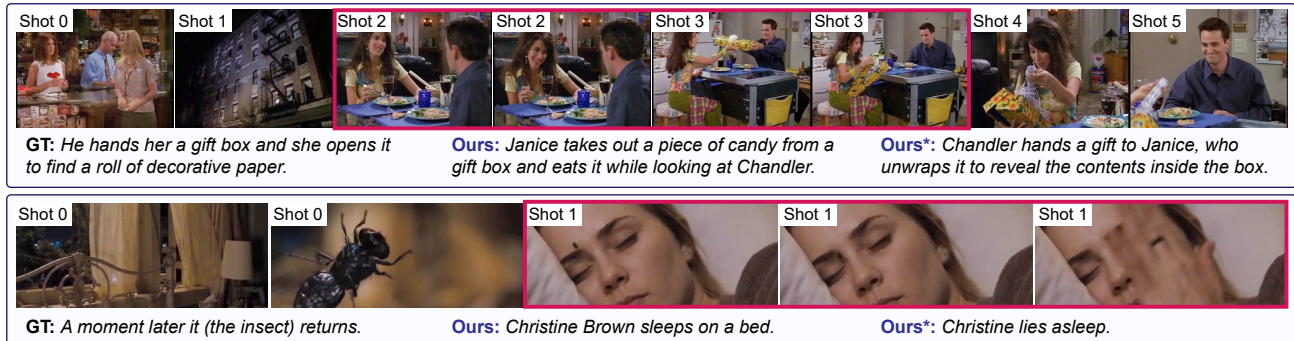 Shot 0
Shot 1
Shot 2
Shot 2
Shot 3
Shot 3
Shot 4
Shot 5
GT: He hands her a gift box and she opens it
to find a roll of decorative paper.
Ours: Janice takes out a piece of candy from a
gift box and eats it while looking at Chandler.
Ours*: Chandler hands a gift to Janice, who
unwraps it to reveal the contents inside the box.
Shot 0
Shot 0
Shot 1
Shot 1
Shot 1
GT: A moment later it (the insect) returns.
Ours: Christine Brown sleeps on a bed.
Ours*: Christine lies asleep.